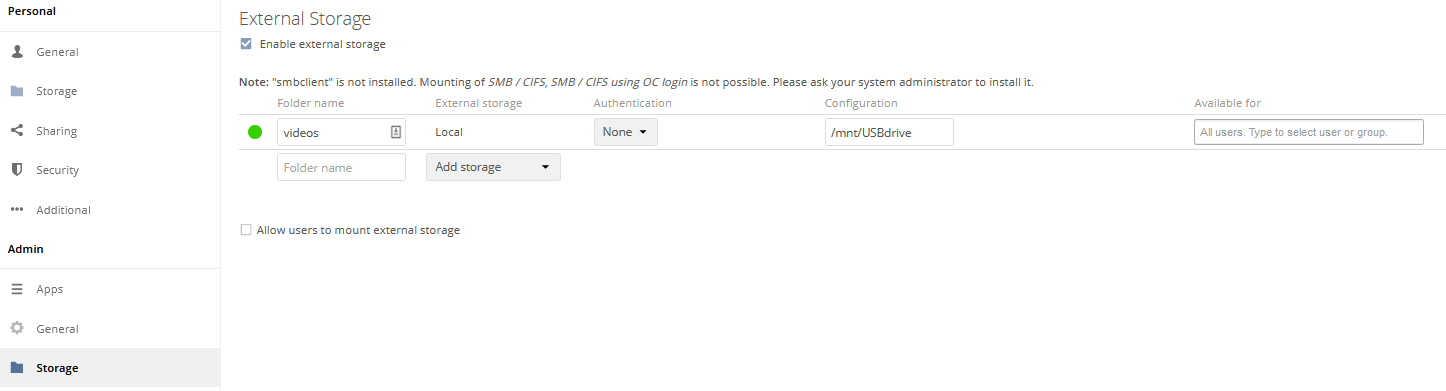 Personal
General
Storage
Sharing
Security
Additional
Admin
Apps
General
Storage
External Storage
Enable external storage
Note: "smbclient" is not installed. Mounting of SMB / CIFS, SMB / CIFS using OC login is not possible. Please ask your system administrator to install it.
Folder name External storage Authentication Configuration Available for
videos Local None /mnt/USBdrive All users. Type to select user or group.
Folder name Add storage
Allow users to mount external storage